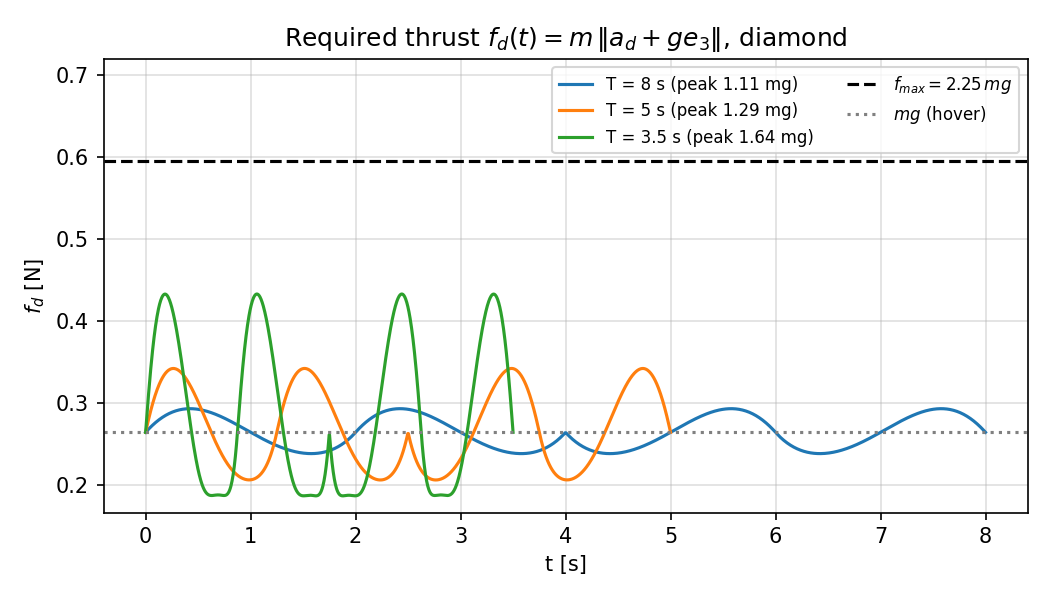 Required thrust f_d(t) = m ‖a_d + ge_3‖, diamond
T = 8 s (peak 1.11 mg)
T = 5 s (peak 1.29 mg)
T = 3.5 s (peak 1.64 mg)
f_max = 2.25 mg
mg (hover)
f_d [N]
0.7
0.6
0.5
0.4
0.3
0.2
0 1 2 3 4 5 6 7 8
t [s]